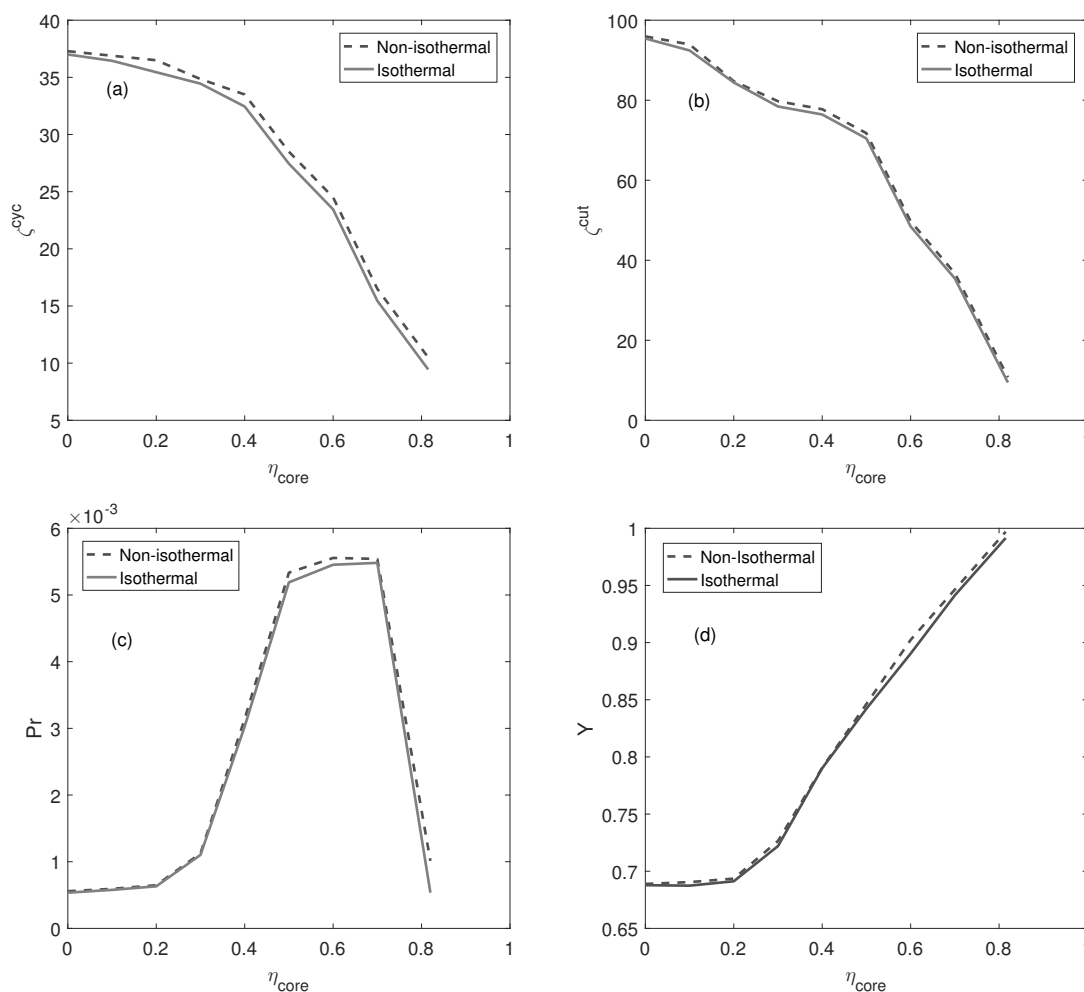 40
35
30
25
20
15
10
5
ζcyc
(a)
Non-isothermal
Isothermal
0 0.2 0.4 0.6 0.8 1
ηcore
100
80
60
40
20
0
ζcut
(b)
Non-isothermal
Isothermal
0 0.2 0.4 0.6 0.8 1
ηcore
×10-3
6
5
4
3
2
1
0
Pr
Non-isothermal
Isothermal
(c)
0 0.2 0.4 0.6 0.8 1
ηcore
1
0.95
0.9
0.85
0.8
0.75
0.7
0.65
Y
Non-Isothermal
Isothermal
(d)
0 0.2 0.4 0.6 0.8 1
ηcore